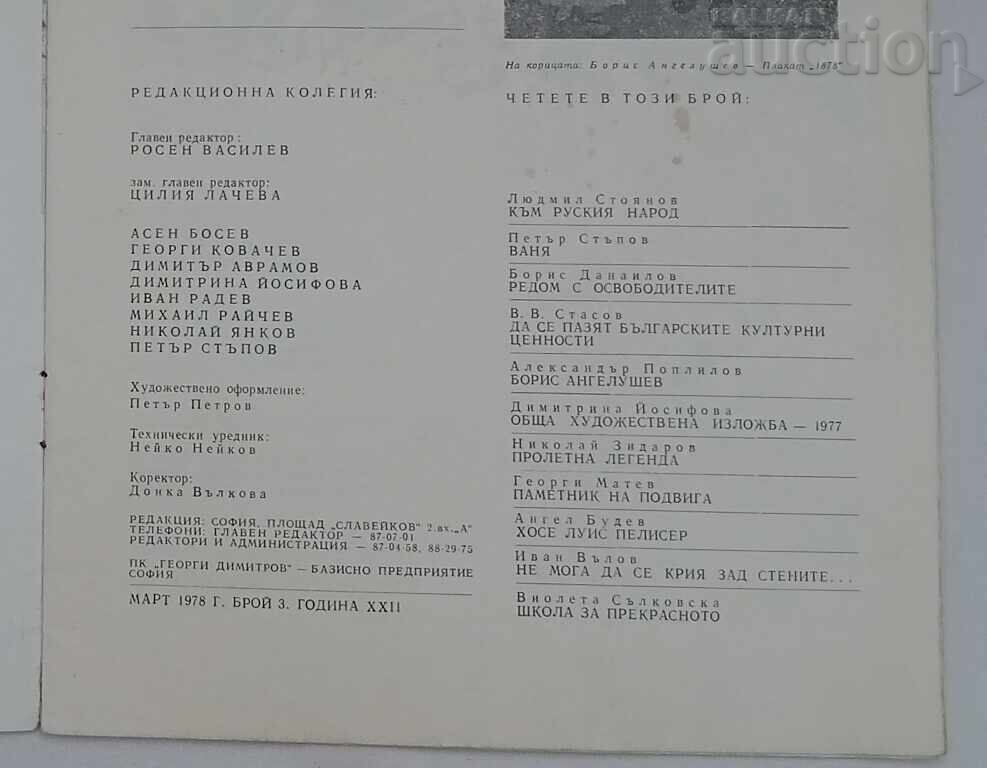 РЕДАКЦИОННА КОЛЕГИЯ:
Главен редактор:
РОСЕН ВАСИЛЕВ
зам. главен редактор:
ЦИЛИЯ ЛАЧЕВА
АСЕН БОСЕВ
ГЕОРГИ КОВАЧЕВ
ДИМИТЪР АВРАМОВ
ДИМИТРИНА ЙОСИФОВА
ИВАН РАДЕВ
МИХАИЛ РАЙЧЕВ
НИКОЛАЙ ЯНКОВ
ПЕТЪР СТЪПОВ
Художествено оформление:
Петър Петров
Технически уредник:
Нейко Нейков
Коректор:
Донка Вълкова
РЕДАКЦИЯ: СОФИЯ, ПЛОЩАД „СЛАВЕЙКОВ" 2.вх.„А"
ТЕЛЕФОНИ: ГЛАВЕН РЕДАКТОР — 87-07-01
РЕДАКТОРИ И АДМИНИСТРАЦИЯ — 87-04-58, 88-29-75
ПК „ГЕОРГИ ДИМИТРОВ" — БАЗИСНО ПРЕДПРИЯТИЕ
СОФИЯ
МАРТ 1978 Г. БРОЙ 3. ГОДИНА XXII
BALKAN
auction
На корицата: Борис Ангелушев — Плакат „1878"
ЧЕТЕТЕ В ТОЗИ БРОЙ:
Людмил Стоянов
КЪМ РУСКИЯ НАРОД
Петър Стъпов
ВАНЯ
Борис Данаилов
РЕДОМ С ОСВОБОДИТЕЛИТЕ
В. В. Стасов
ДА СЕ ПАЗЯТ БЪЛГАРСКИТЕ КУЛТУРНИ
ЦЕННОСТИ
Александър Поплилов
БОРИС АНГЕЛУШЕВ
Димитрина Йосифова
ОБЩА ХУДОЖЕСТВЕНА ИЗЛОЖБА — 1977
Николай Зидаров
ПРОЛЕТНА ЛЕГЕНДА
Георги Матев
ПАМЕТНИК НА ПОДВИГА
Ангел Будев
ХОСЕ ЛУИС ПЕЛИСЕР
Иван Вълов
НЕ МОГА ДА СЕ КРИЯ ЗАД СТЕНИТЕ...
Виолета Сълковска
ШКОЛА ЗА ПРЕКРАСНОТО